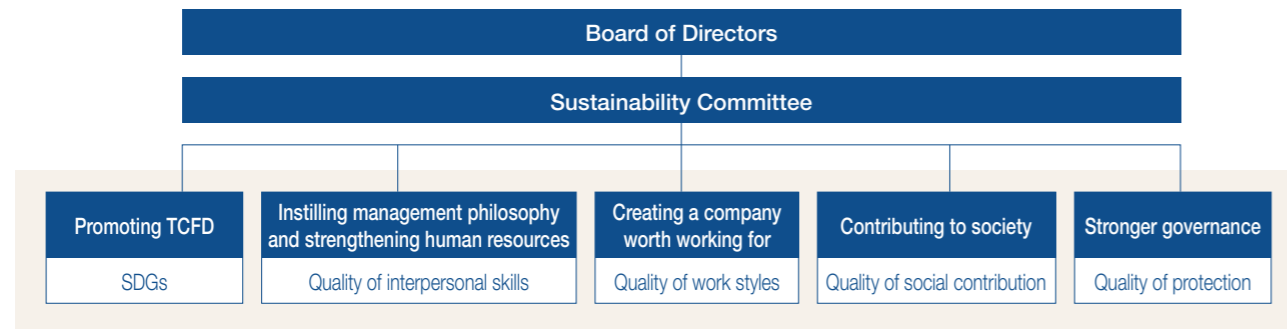 Board of Directors
Sustainability Committee
Promoting TCFD
SDGs
Instilling management philosophy
and strengthening human resources
Quality of interpersonal skills
Creating a company
worth working for
Quality of work styles
Contributing to society
Quality of social contribution
Stronger governance
Quality of protection